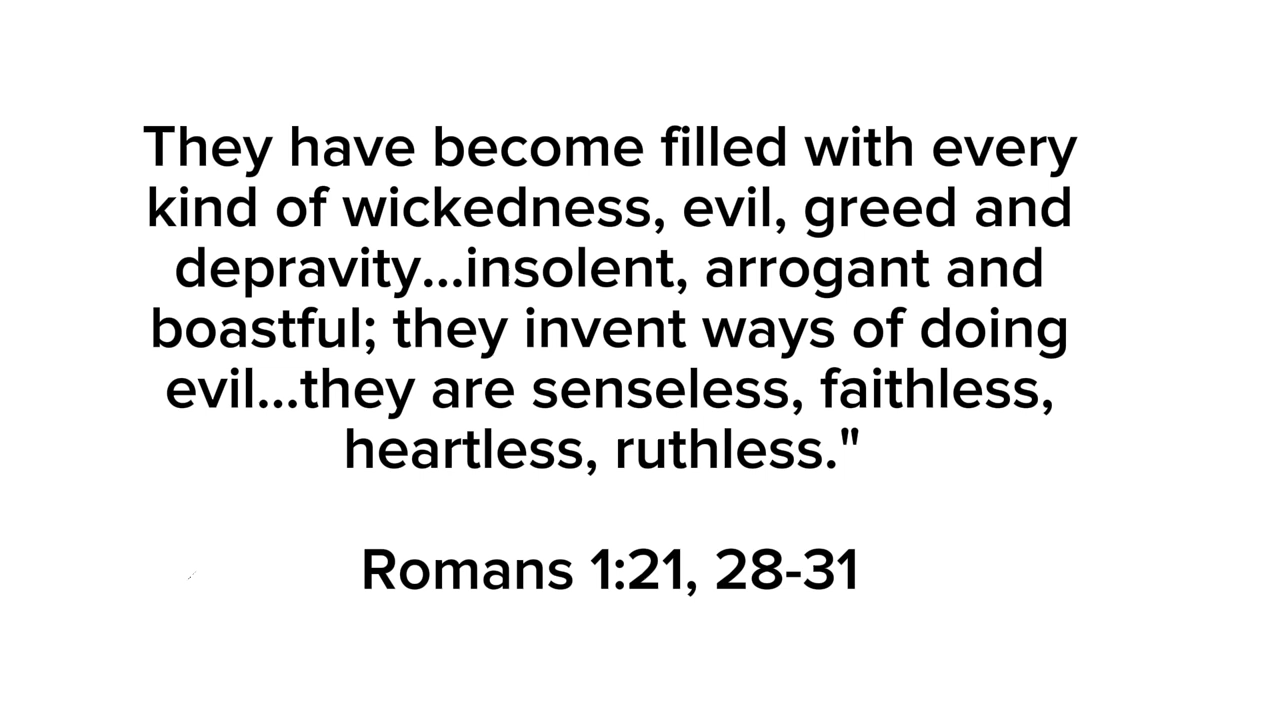 They have become filled with every
kind of wickedness, evil, greed and
depravity...insolent, arrogant and
boastful; they invent ways of doing
evil...they are senseless, faithless,
heartless, ruthless."
Romans 1:21, 28-31